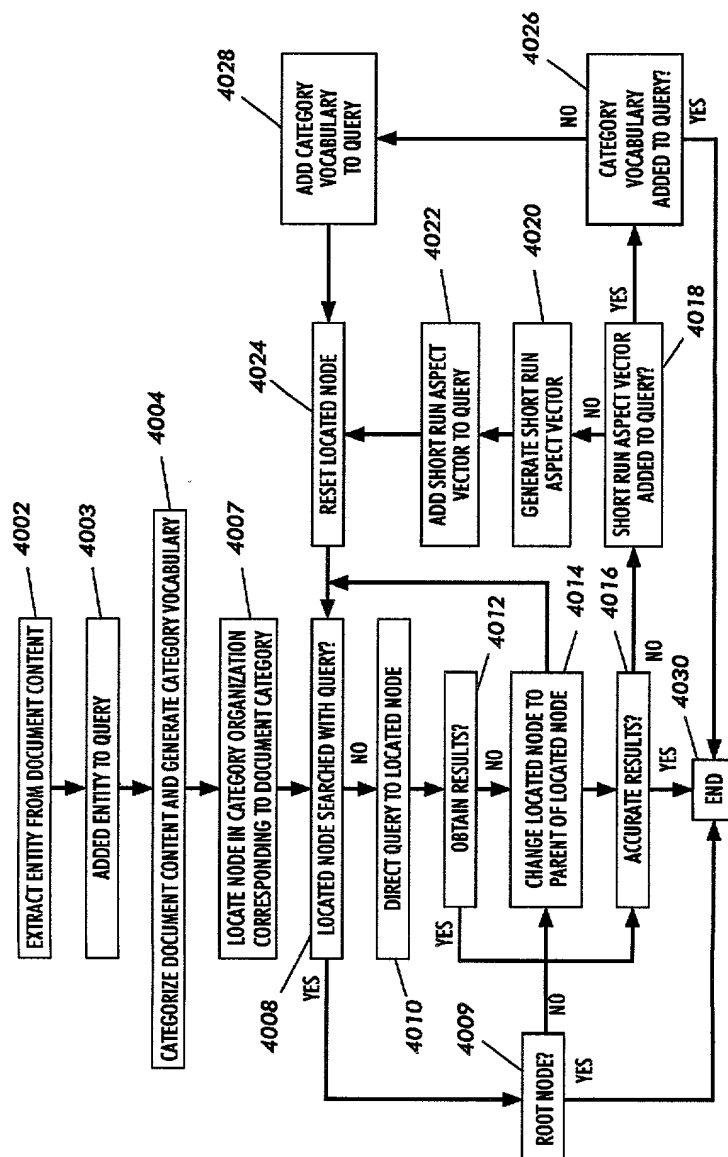 EXTRACT ENTITY FROM DOCUMENT CONTENT
4002
ADDED ENTITY TO QUERY
4003
CATEGORIZE DOCUMENT CONTENT AND GENERATE CATEGORY VOCABULARY
4004
LOCATE NODE IN CATEGORY ORGANIZATION
CORRESPONDING TO DOCUMENT CATEGORY
4007
LOCATED NODE SEARCHED WITH QUERY?
4008
YES
NO
DIRECT QUERY TO LOCATED NODE
4010
OBTAIN RESULTS?
4012
YES
NO
ROOT NODE?
4009
NO
YES
CHANGE LOCATED NODE TO
PARENT OF LOCATED NODE
4014
ACCURATE RESULTS?
4016
NO
YES
END
4030
RESET LOCATED NODE
4024
ADD SHORT RUN ASPECT
VECTOR TO QUERY
4022
GENERATE SHORT RUN
ASPECT VECTOR
4020
NO
SHORT RUN ASPECT VECTOR
ADDED TO QUERY?
4018
YES
ADD CATEGORY
VOCABULARY
TO QUERY
4028
NO
CATEGORY
VOCABULARY
ADDED TO QUERY?
4026
YES